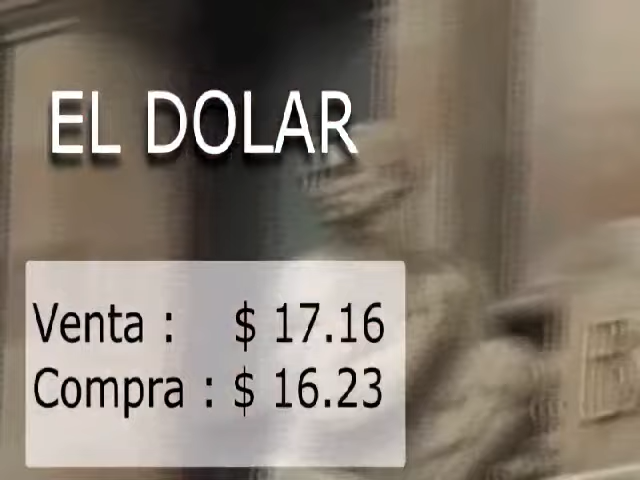 EL DOLAR
Venta : $ 17.16
Compra : $ 16.23